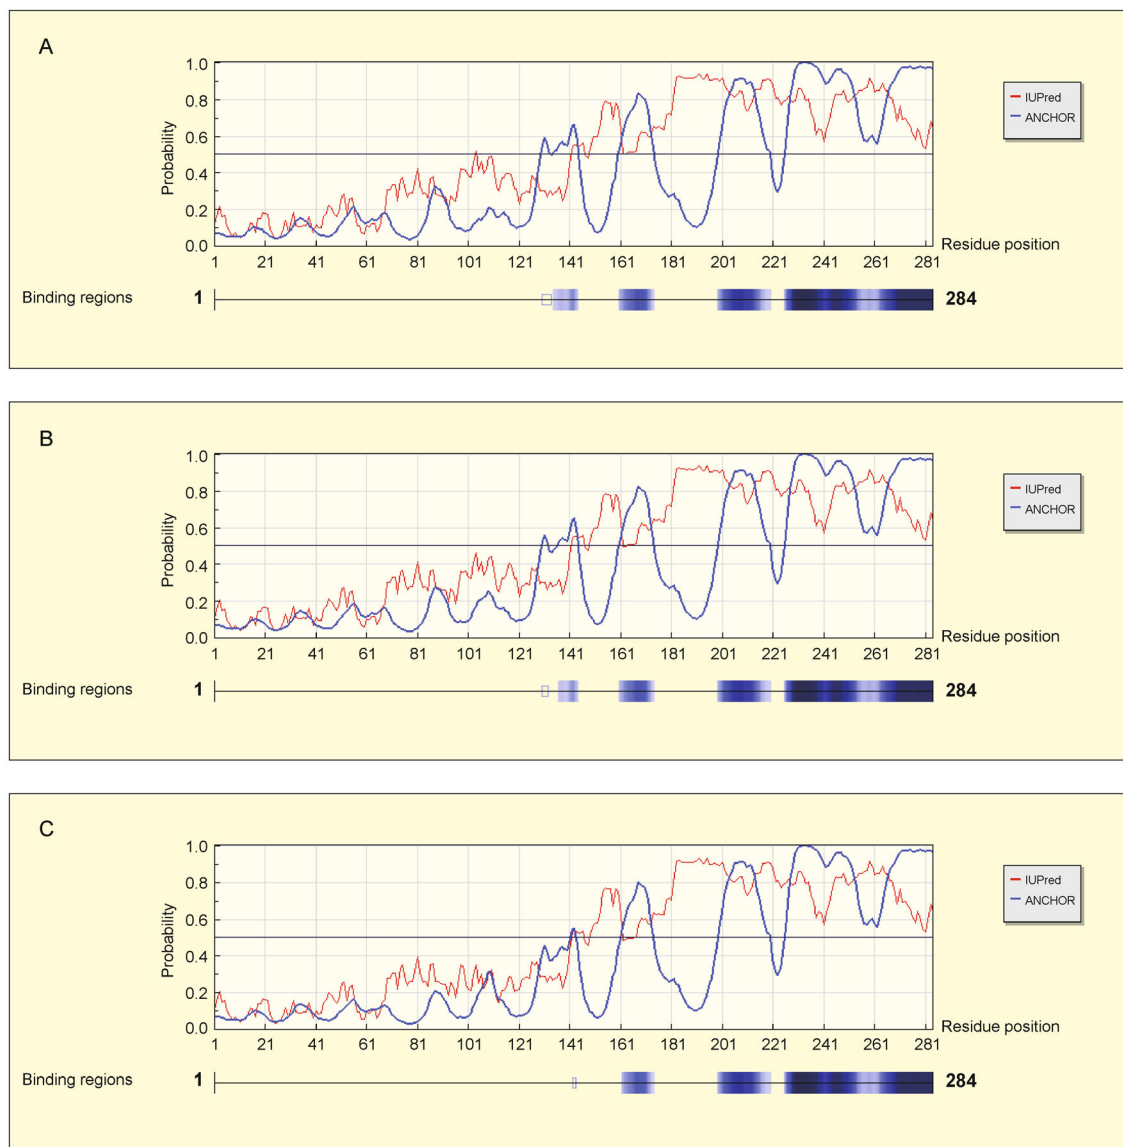 A
1.0
0.8
0.6
0.4
0.2
0.0
Probability
1 21 41 61 81 101 121 141 161 181 201 221 241 261 281
Residue position
IUPred
ANCHOR
Binding regions 1 284
B
1.0
0.8
0.6
0.4
0.2
0.0
Probability
1 21 41 61 81 101 121 141 161 181 201 221 241 261 281
Residue position
IUPred
ANCHOR
Binding regions 1 284
C
1.0
0.8
0.6
0.4
0.2
0.0
Probability
1 21 41 61 81 101 121 141 161 181 201 221 241 261 281
Residue position
IUPred
ANCHOR
Binding regions 1 284